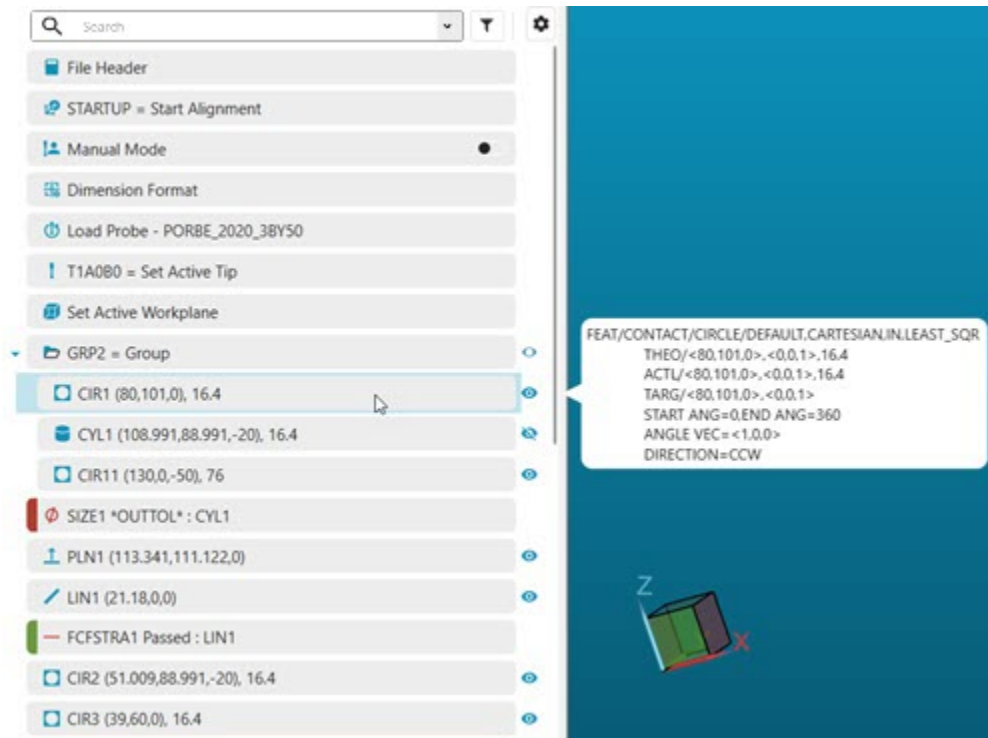 Search
File Header
STARTUP = Start Alignment
Manual Mode
Dimension Format
Load Probe - PORBE_2020_3BY50
T1A0B0 = Set Active Tip
Set Active Workplane
GRP2 = Group
CIR1 (80,101,0), 16.4
CYL1 (108.991,88.991,-20), 16.4
CIR11 (130,0,-50), 76
SIZE1 *OUTTOL* : CYL1
PLN1 (113.341,111.122,0)
LIN1 (21.18,0,0)
FCFSTRA1 Passed : LIN1
CIR2 (51.009,88.991,-20), 16.4
CIR3 (39,60,0), 16.4
FEAT/CONTACT/CIRCLE/DEFAULT,CARTESIAN,IN,LEAST_SQR
THEO/<80,101,0>,<0,0,1>,16.4
ACTL/<80,101,0>,<0,0,1>,16.4
TARG/<80,101,0>,<0,0,1>
START ANG=0,END ANG=360
ANGLE VEC=<1,0,0>
DIRECTION=CCW
Z
X